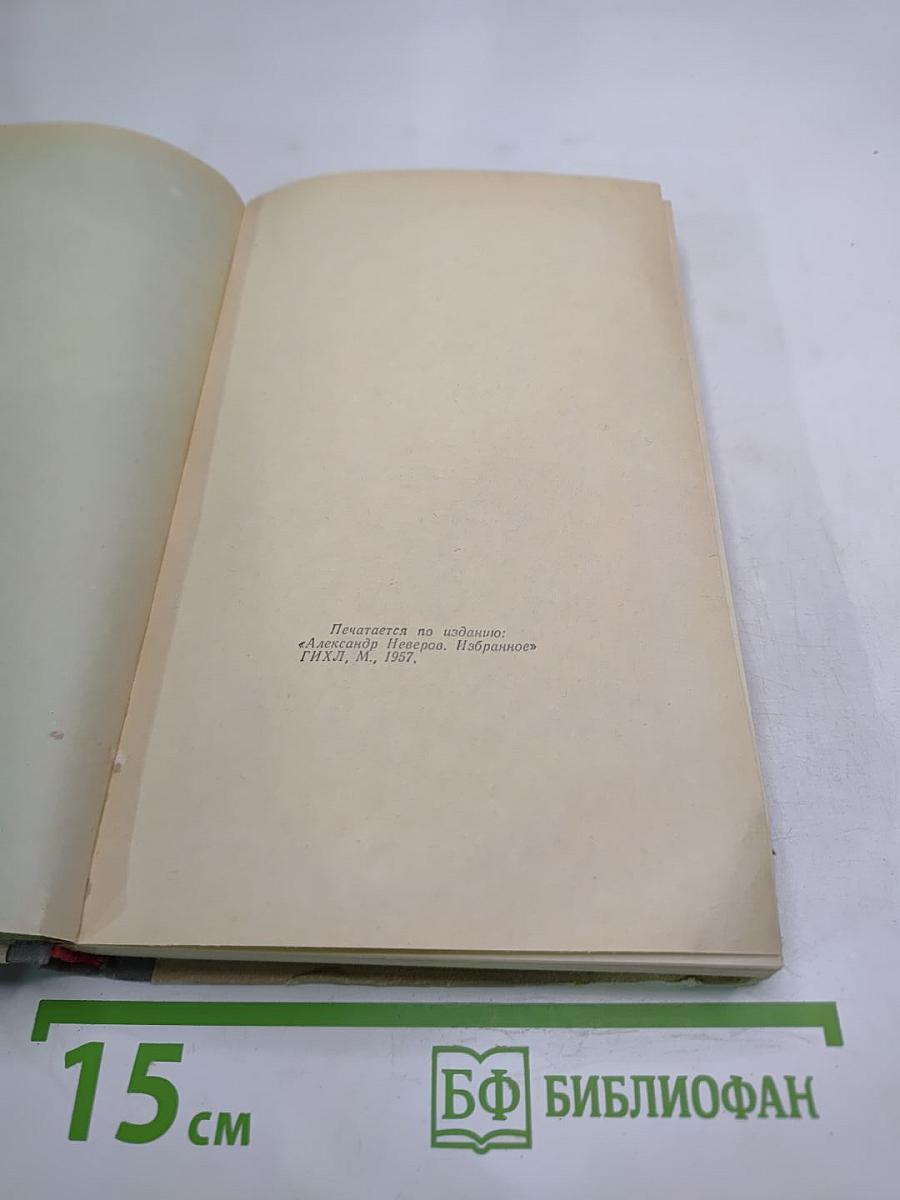 Печатается по изданию:
«Александр Неверов. Избранное»
ГИХЛ, М., 1957.
15 см
БФ БИБЛИОФАН